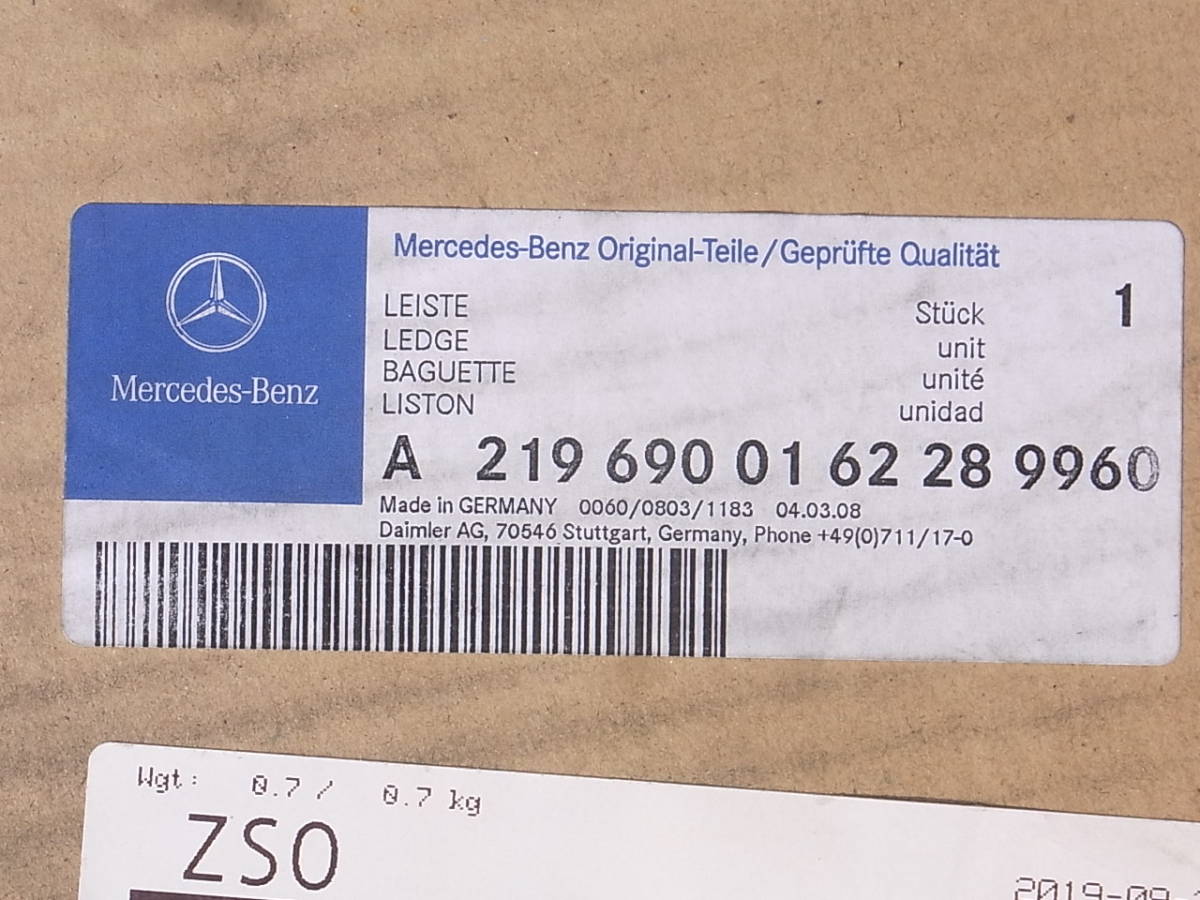 Mercedes-Benz
Mercedes-Benz Original-Teile/Geprüfte Qualität
LEISTE Stück 1
LEDGE unit
BAGUETTE unité
LISTON unidad
A 219 690 01 62 28 9960
Made in GERMANY 0060/0803/1183 04.03.08
Daimler AG, 70546 Stuttgart, Germany, Phone +49(0)711/17-0
Wgt: 0.7 / 0.7 kg
ZSO
2019-09